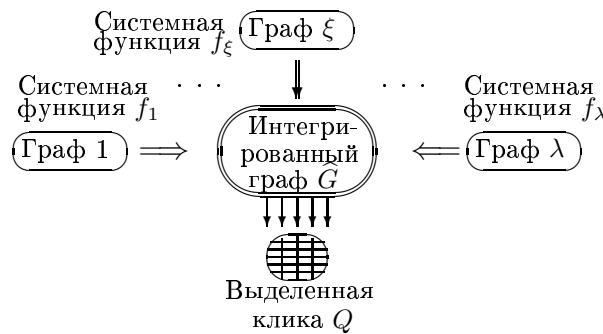 Системная
функция f_ξ
Граф ξ
Системная
функция f_1
· · ·
· · ·
Системная
функция f_λ
Граф 1
Интегри-
рованный
граф Ĝ
Граф λ
Выделенная
клика Q